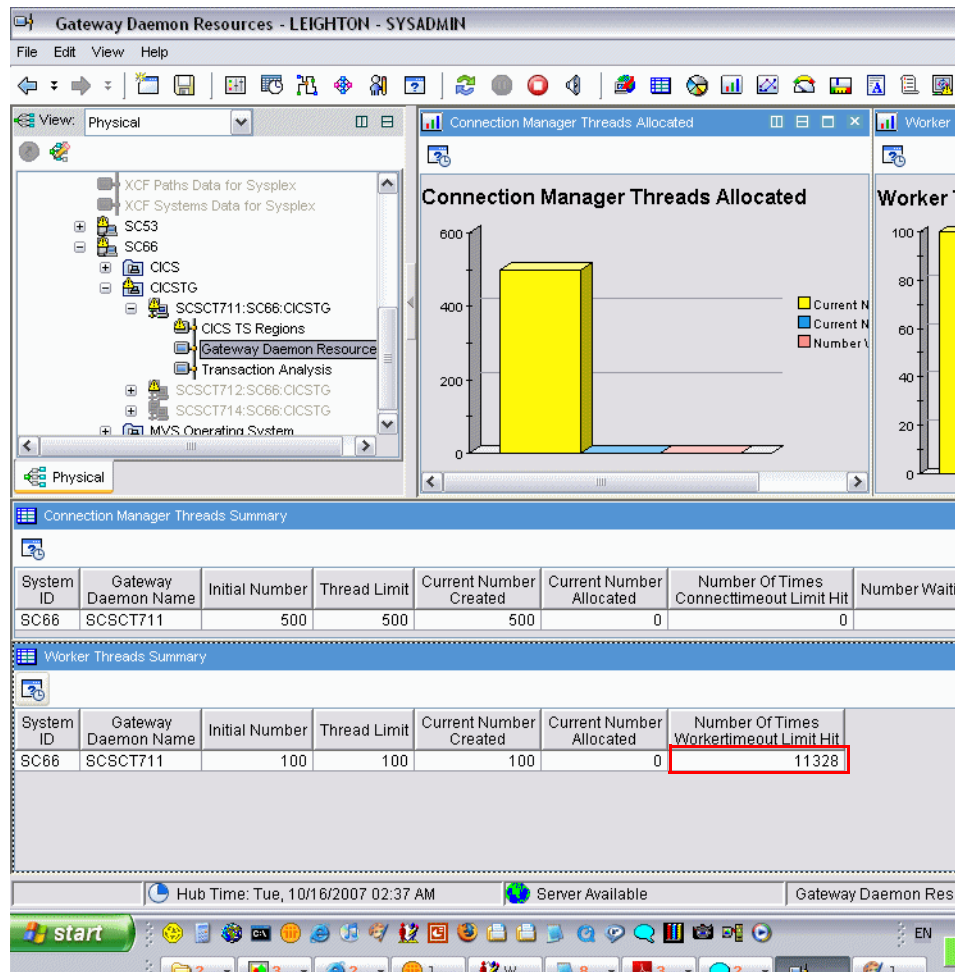 Gateway Daemon Resources - LEIGHTON - SYSADMIN
File Edit View Help
View: Physical
XCF Paths Data for Sysplex
XCF Systems Data for Sysplex
SC53
SC66
CICS
CICSTG
SCSCT711:SC66:CICSTG
CICS TS Regions
Gateway Daemon Resource
Transaction Analysis
SCSCT712:SC66:CICSTG
SCSCT714:SC66:CICSTG
MVS Operating System
Physical
Connection Manager Threads Allocated
Connection Manager Threads Allocated
600
400
200
0
Current N
Current N
Number \
Worker
Worker
100
80
60
40
20
0
Connection Manager Threads Summary
System ID Gateway Daemon Name Initial Number Thread Limit Current Number Created Current Number Allocated Number Of Times Connecttimeout Limit Hit Number Waiti
SC66 SCSCT711 500 500 500 0 0
Worker Threads Summary
System ID Gateway Daemon Name Initial Number Thread Limit Current Number Created Current Number Allocated Number Of Times Workertimeout Limit Hit
SC66 SCSCT711 100 100 100 0 11328
Hub Time: Tue, 10/16/2007 02:37 AM Server Available Gateway Daemon Res
start EN